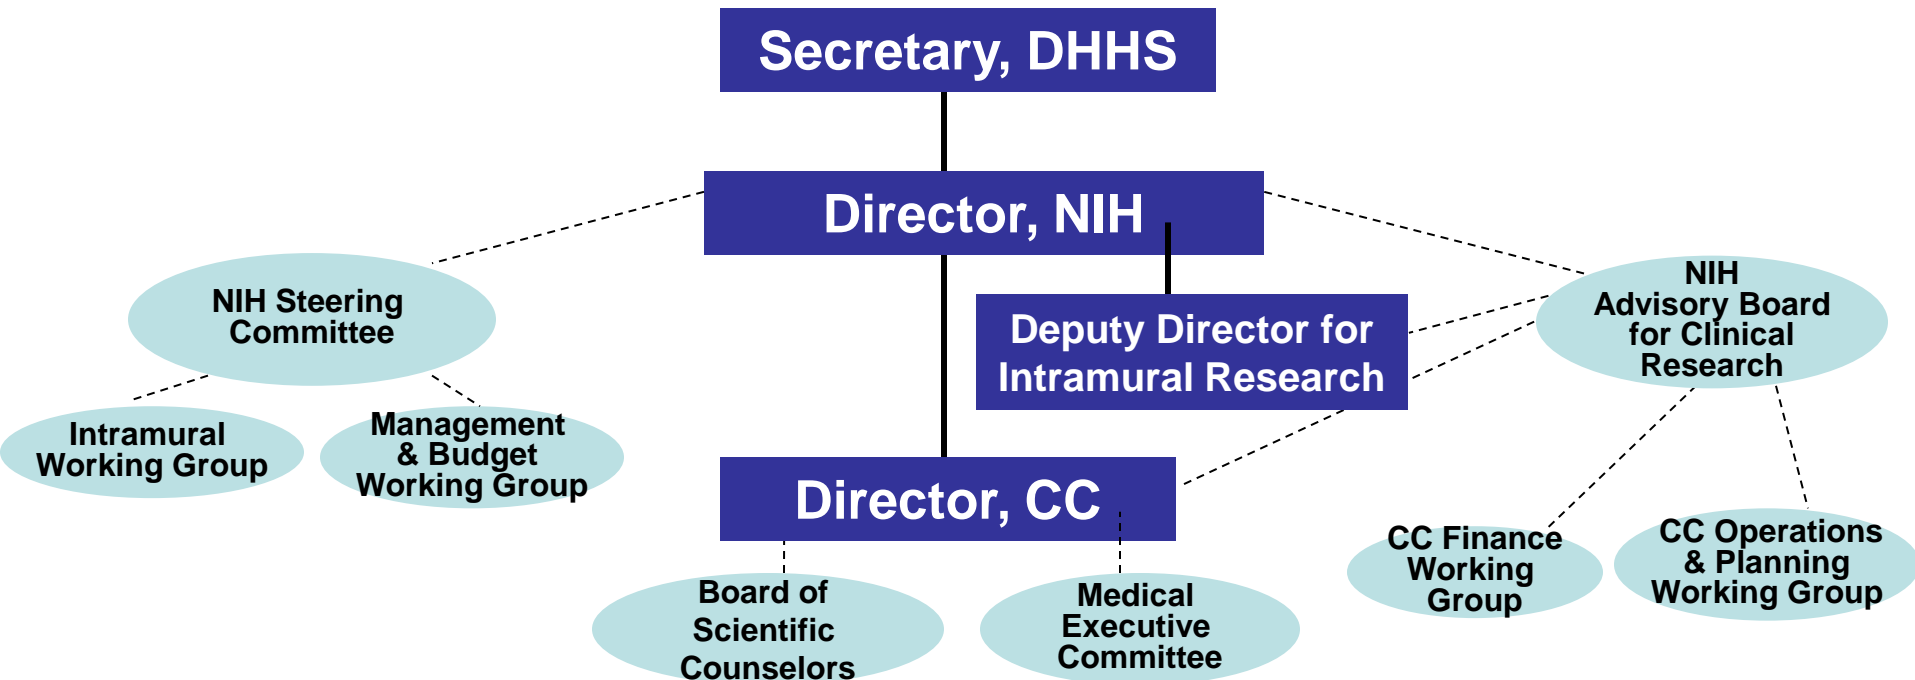 Secretary, DHHS
Director, NIH
NIH Steering
Committee
Deputy Director for
Intramural Research
NIH
Advisory Board
for Clinical
Research
Intramural
Working Group
Management
& Budget
Working Group
Director, CC
Board of
Scientific
Counselors
Medical
Executive
Committee
CC Finance
Working
Group
CC Operations
& Planning
Working Group